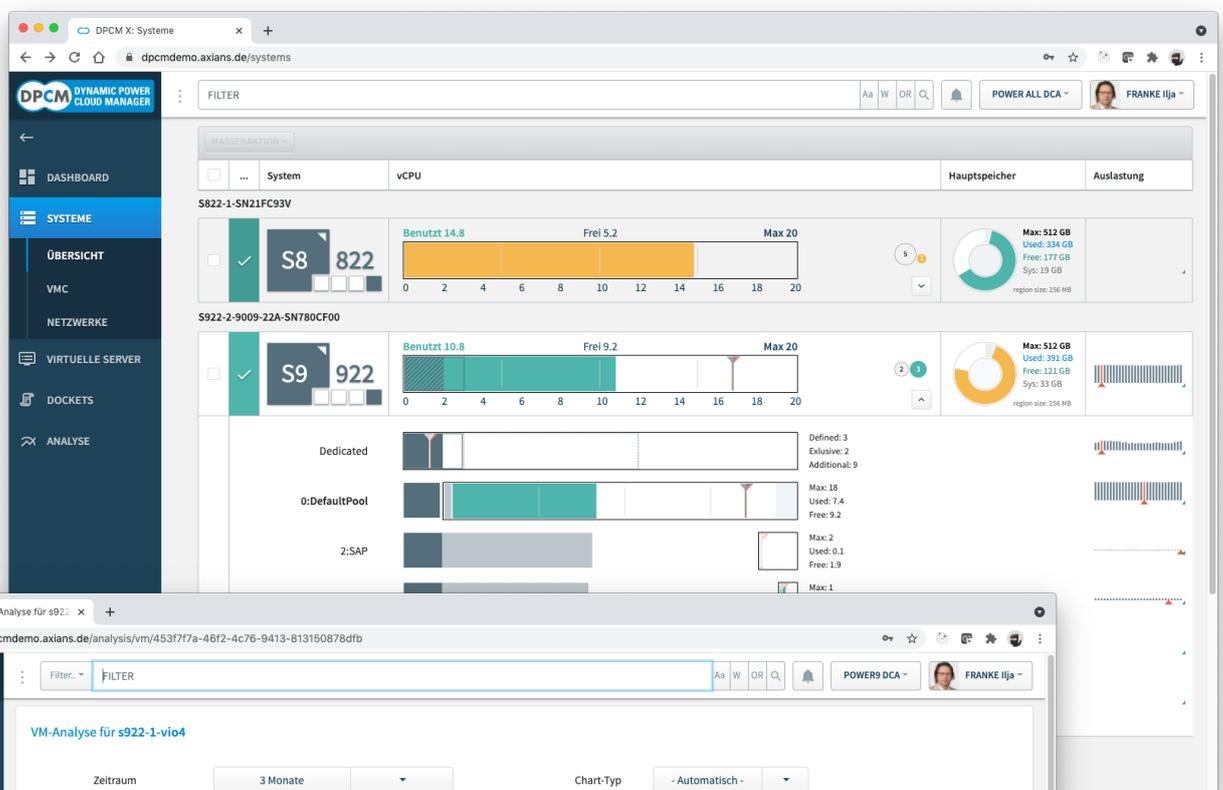 DPCM X: Systeme
dpcmdemo.axians.de/systems
DPCM DYNAMIC POWER
CLOUD MANAGER
FILTER
Aa W OR
POWER ALL DCA
FRANKE Ilja
MASSENAKTION
... System vCPU Hauptspeicher Auslastung
DASHBOARD
SYSTEME
ÜBERSICHT
VMC
NETZWERKE
VIRTUELLE SERVER
DOCKETS
ANALYSE
S822-1-SN21FC93V
S8 822
Benutzt 14.8 Frei 5.2 Max 20
0 2 4 6 8 10 12 14 16 18 20
5 1
Max: 512 GB
Used: 334 GB
Free: 177 GB
Sys: 19 GB
region size: 256 MB
S922-2-9009-22A-SN780CF00
S9 922
Benutzt 10.8 Frei 9.2 Max 20
0 2 4 6 8 10 12 14 16 18 20
2 3
Max: 512 GB
Used: 391 GB
Free: 121 GB
Sys: 33 GB
region size: 256 MB
Dedicated
Defined: 3
Exlusive: 2
Additional: 9
0:DefaultPool
Max: 18
Used: 7.4
Free: 9.2
2:SAP
Max: 2
Used: 0.1
Free: 1.9
Max: 1
Analyse für s922
cmdemo.axians.de/analysis/vm/453f7f7a-46f2-4c76-9413-813150878dfb
Filter.. FILTER
Aa W OR
POWER9 DCA
FRANKE Ilja
VM-Analyse für s922-1-vio4
Zeitraum 3 Monate Chart-Typ - Automatisch -